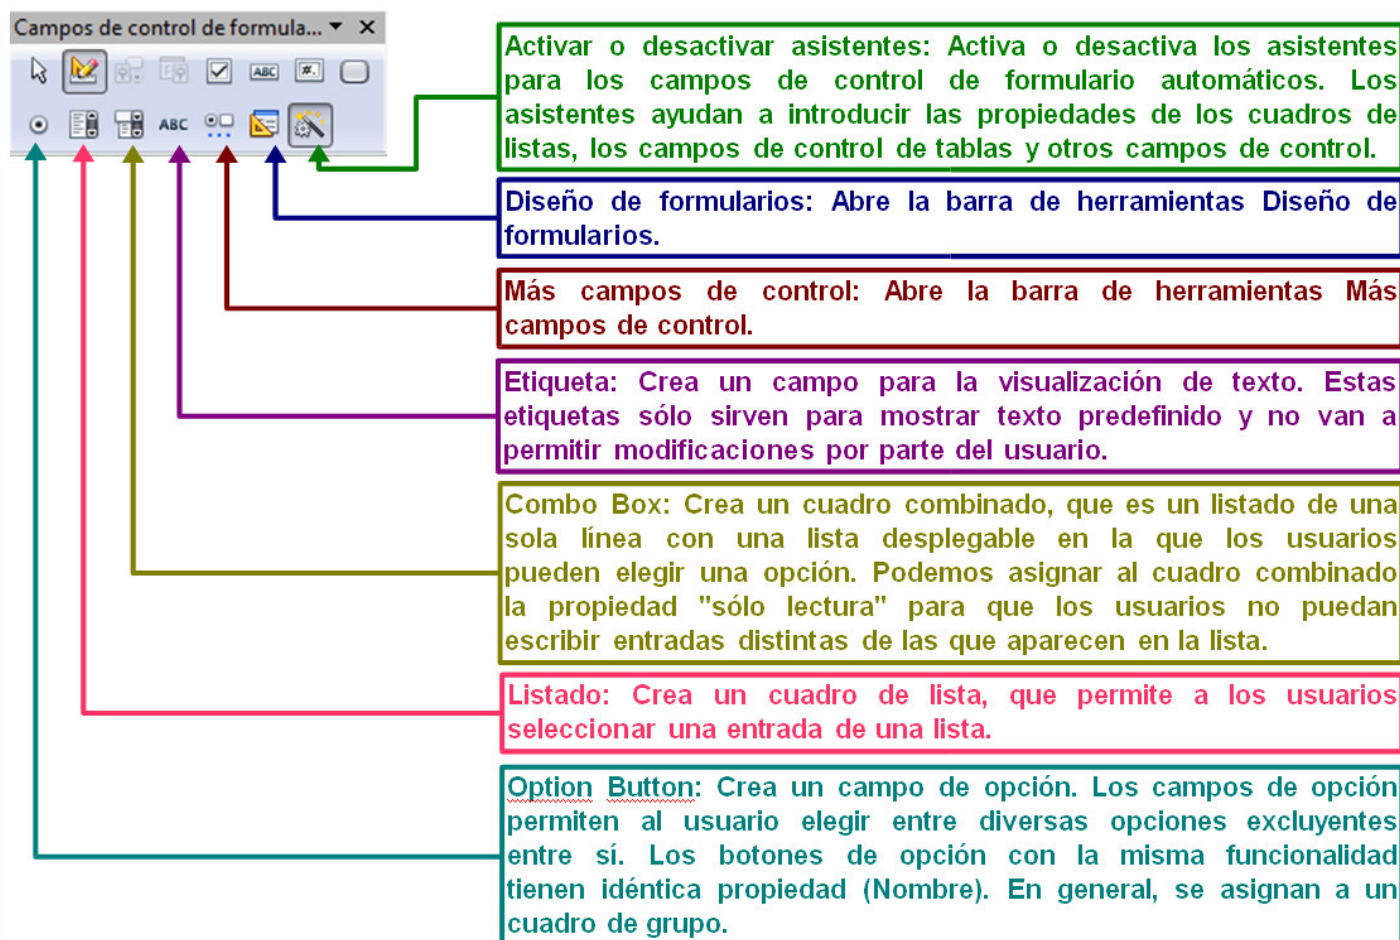 Campos de control de formula...
ABC
#.
ABC
Activar o desactivar asistentes: Activa o desactiva los asistentes
para los campos de control de formulario automáticos. Los
asistentes ayudan a introducir las propiedades de los cuadros de
listas, los campos de control de tablas y otros campos de control.
Diseño de formularios: Abre la barra de herramientas Diseño de
formularios.
Más campos de control: Abre la barra de herramientas Más
campos de control.
Etiqueta: Crea un campo para la visualización de texto. Estas
etiquetas sólo sirven para mostrar texto predefinido y no van a
permitir modificaciones por parte del usuario.
Combo Box: Crea un cuadro combinado, que es un listado de una
sola línea con una lista desplegable en la que los usuarios
pueden elegir una opción. Podemos asignar al cuadro combinado
la propiedad "sólo lectura" para que los usuarios no puedan
escribir entradas distintas de las que aparecen en la lista.
Listado: Crea un cuadro de lista, que permite a los usuarios
seleccionar una entrada de una lista.
Option Button: Crea un campo de opción. Los campos de opción
permiten al usuario elegir entre diversas opciones excluyentes
entre sí. Los botones de opción con la misma funcionalidad
tienen idéntica propiedad (Nombre). En general, se asignan a un
cuadro de grupo.